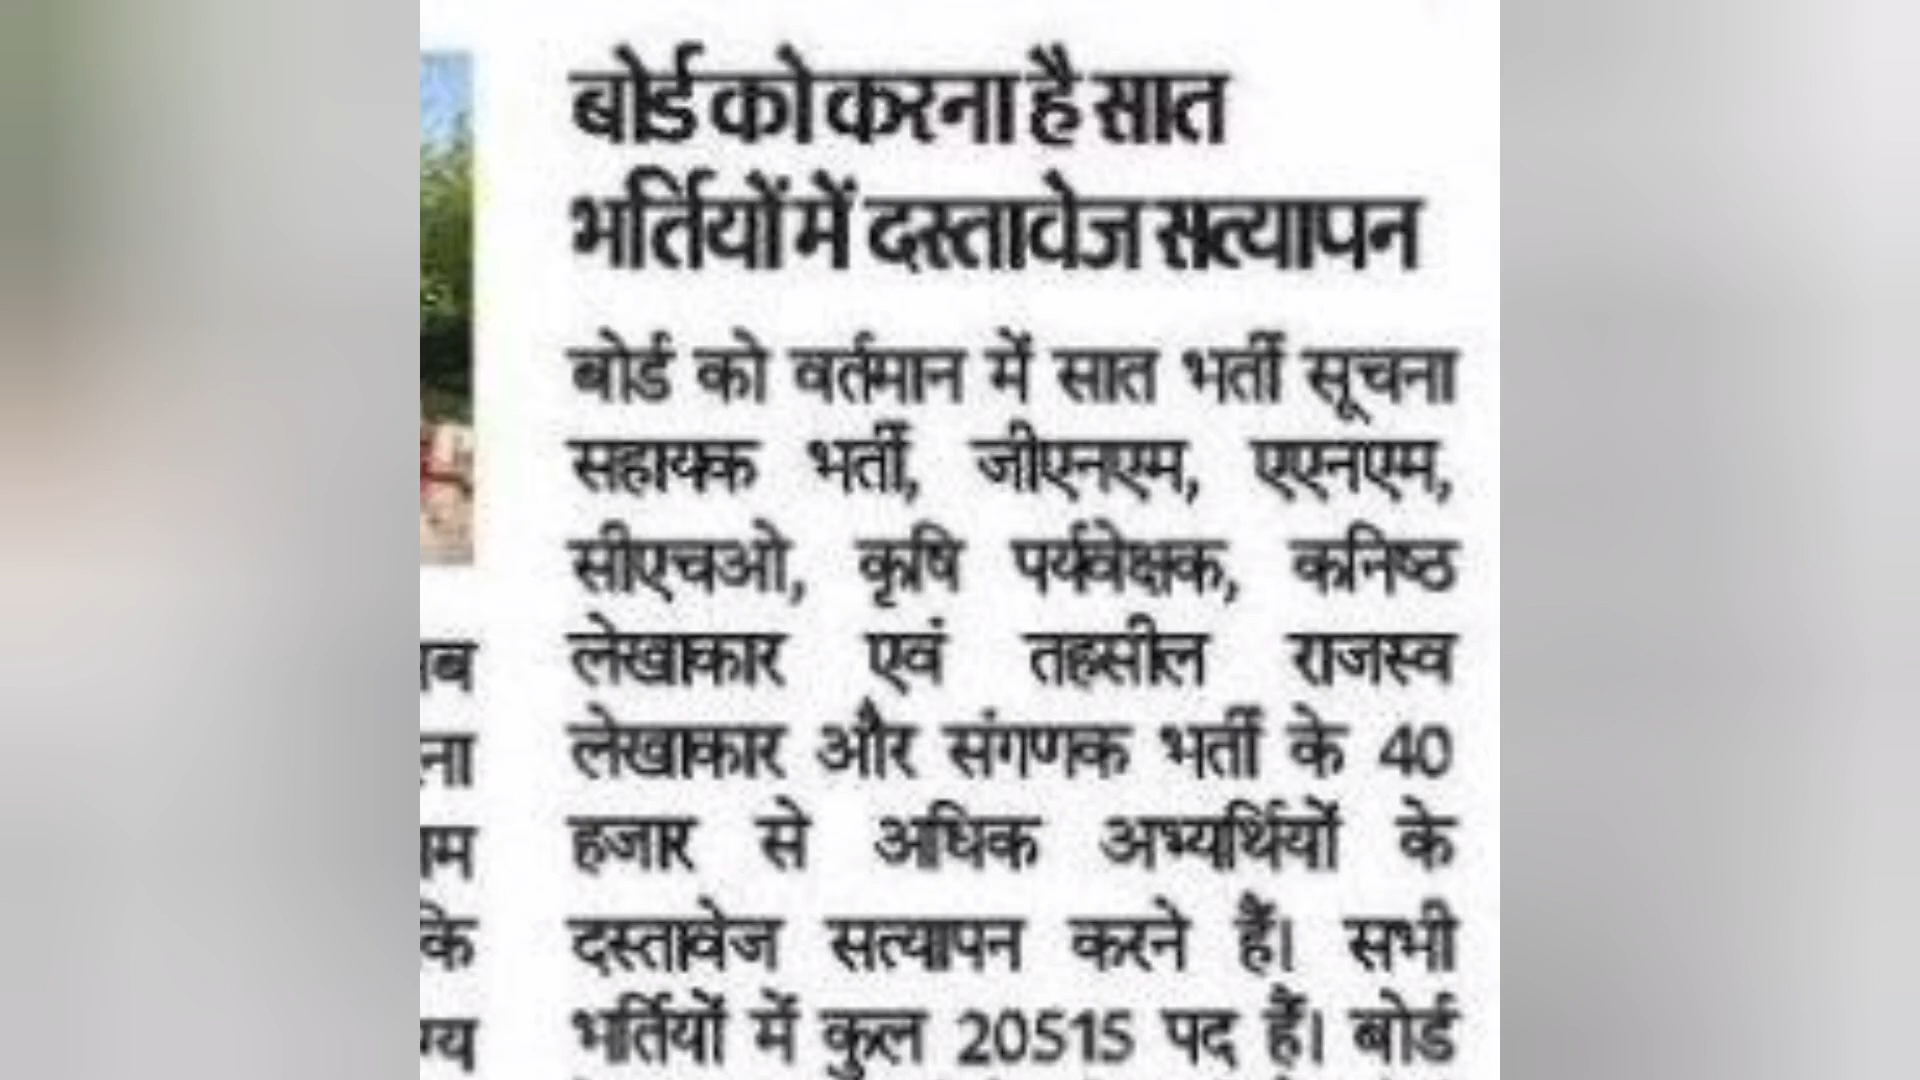 बोर्ड को करना है सात
भर्तियों में दस्तावेज सत्यापन
बोर्ड को वर्तमान में सात भर्ती सूचना
सहायक भर्ती, जीएनएम, एएनएम,
सीएचओ, कृषि पर्यवेक्षक, कनिष्ठ
लेखाकार एवं तहसील राजस्व
लेखाकार और संगणक भर्ती के 40
हजार से अधिक अभ्यर्थियों के
दस्तावेज सत्यापन करने हैं। सभी
भर्तियों में कुल 20515 पद हैं। बोर्ड